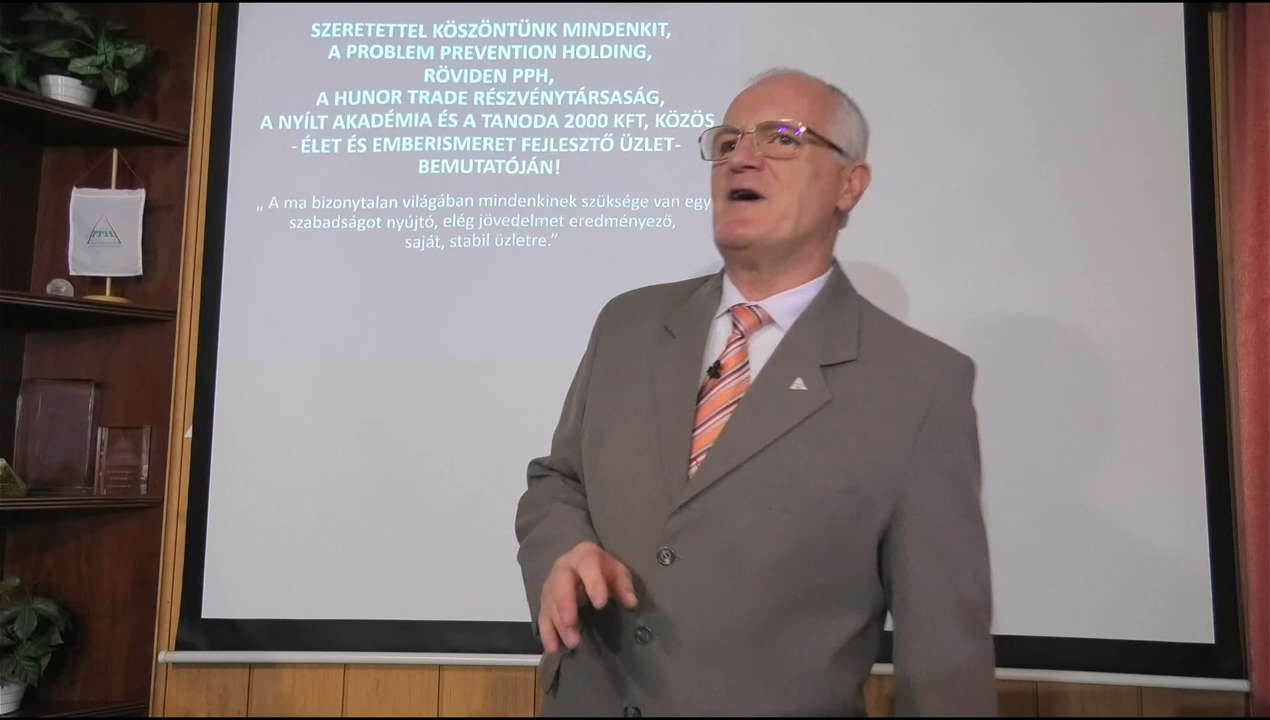 SZERETETTEL KÖSZÖNTÜNK MINDENKIT,
A PROBLEM PREVENTION HOLDING,
RÖVIDEN PPH,
A HUNOR TRADE RÉSZVÉNYTÁRSASÁG,
A NYÍLT AKADÉMIA ÉS A TANODA 2000 KFT, KÖZÖS
- ÉLET ÉS EMBERISMERET FEJLESZTŐ ÜZLET-
BEMUTATÓJÁN!
„ A ma bizonytalan világában mindenkinek szüksége van egy
szabadságot nyújtó, elég jövedelmet eredményező,
saját, stabil üzletre.”